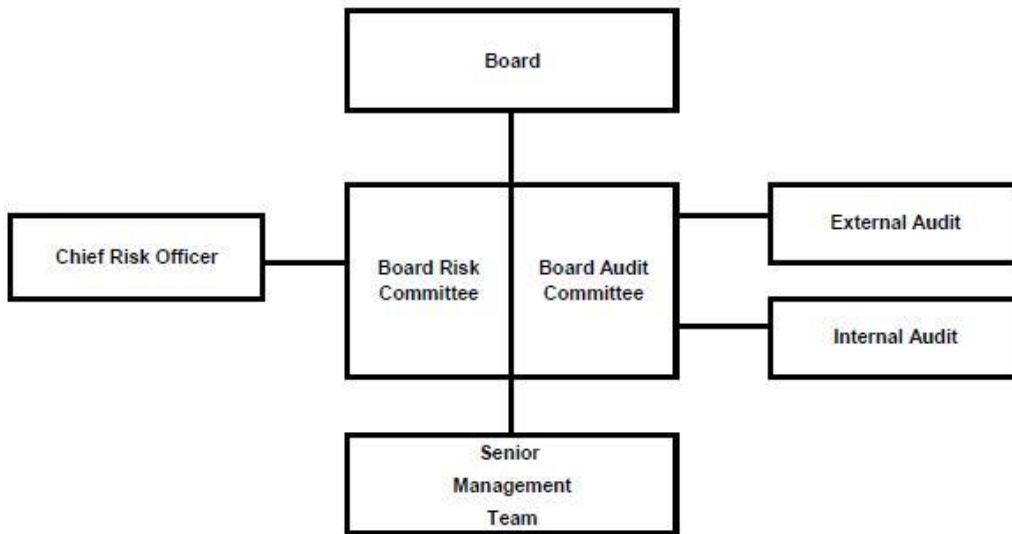 Board
Chief Risk Officer
Board Risk
Committee
Board Audit
Committee
External Audit
Internal Audit
Senior
Management
Team